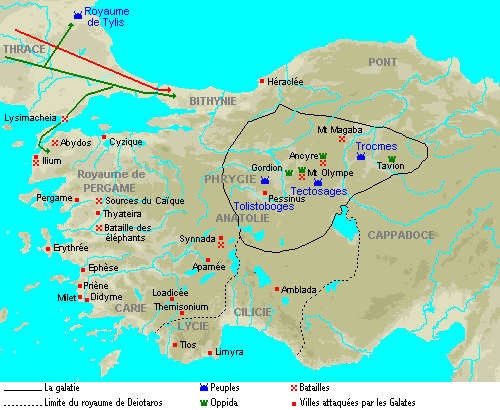 Royaume
de Tylis
THRACE
PONT
Héraclée
BITHYNIE
Lysimacheia
Mt Magaba
Abydos
Cyzique
Trocmes
Ancyre
Ilium
Gordion
Mt Olympe
Tavion
Royaume de
PERGAME
PHRYGIE
Tectosages
Pessinus
Pergame
Sources du Caïque
Tolistoboges
Thyateira
ANATOLIE
Bataille des
éléphants
CAPPADOCE
Synnada
Erythrée
Apamée
Ephèse
Priène
Amblada
Milet
Didyme
Laodicée
CARIE
Themisonium
CILICIE
LYCIE
Tlos
Limyra
La galatie
Peuples
Batailles
Limite du royaume de Deiotaros
Oppida
Villes attaquées par les Galates